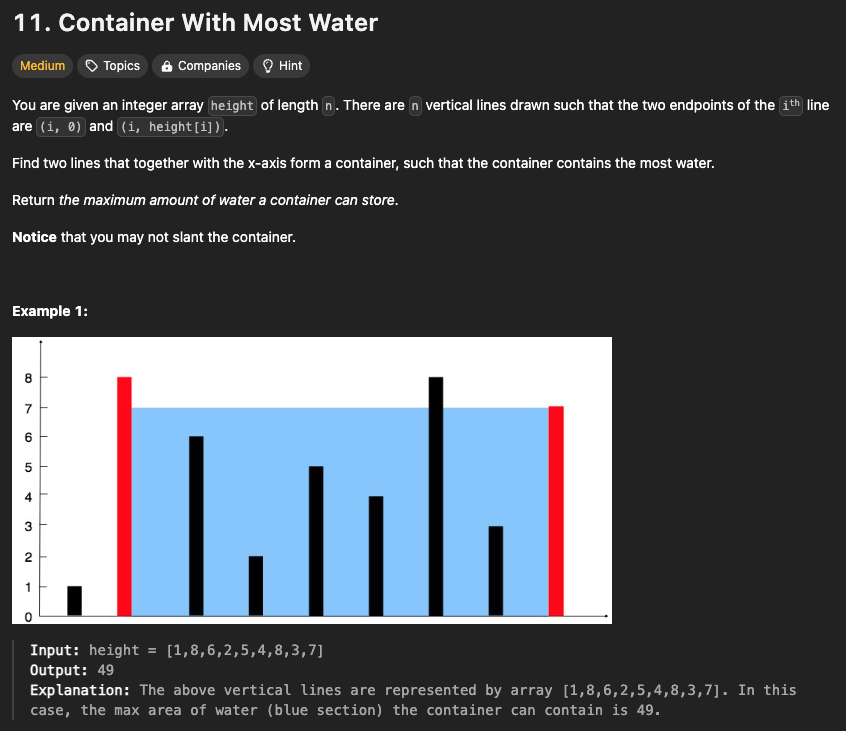 11. Container With Most Water
Medium Topics Companies Hint
You are given an integer array height of length n. There are n vertical lines drawn such that the two endpoints of the ith line
are (i, 0) and (i, height[i]).
Find two lines that together with the x-axis form a container, such that the container contains the most water.
Return the maximum amount of water a container can store.
Notice that you may not slant the container.
Example 1:
8
7
6
5
4
3
2
1
0
Input: height = [1,8,6,2,5,4,8,3,7]
Output: 49
Explanation: The above vertical lines are represented by array [1,8,6,2,5,4,8,3,7]. In this
case, the max area of water (blue section) the container can contain is 49.